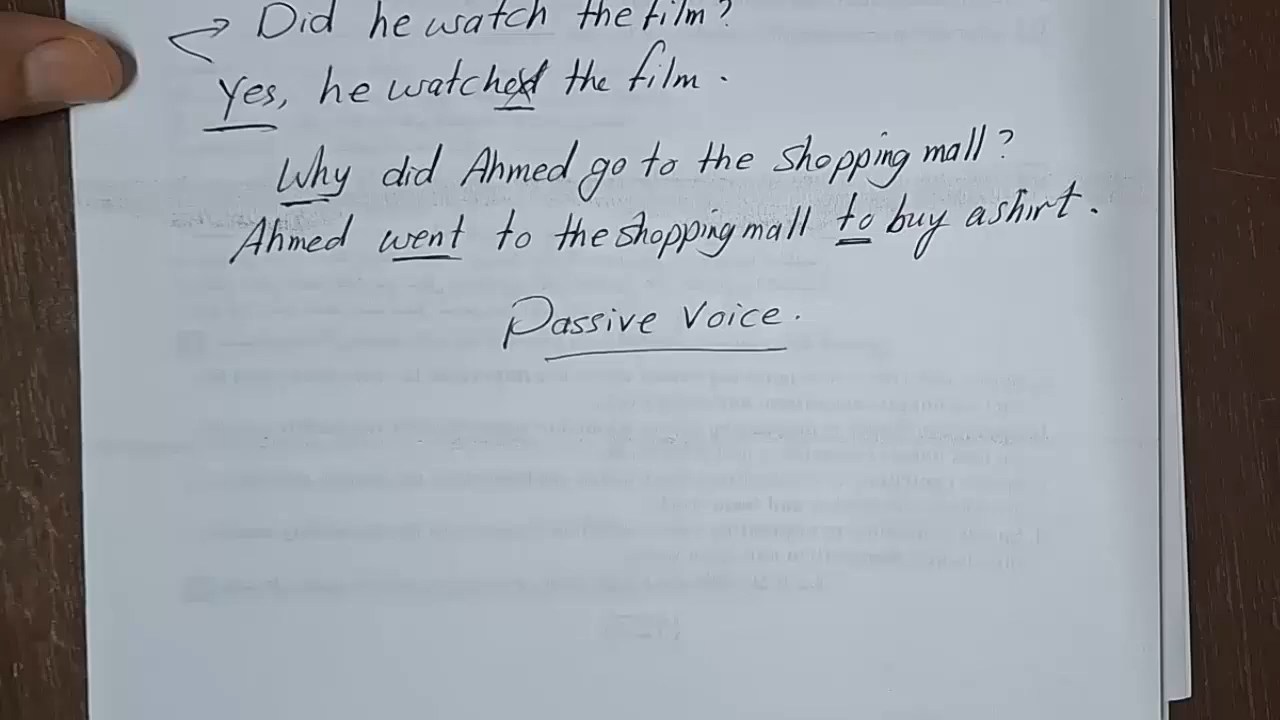 Did he watch the film?
Yes, he watched the film.
Why did Ahmed go to the shopping mall?
Ahmed went to the shopping mall to buy a shirt.
Passive Voice.